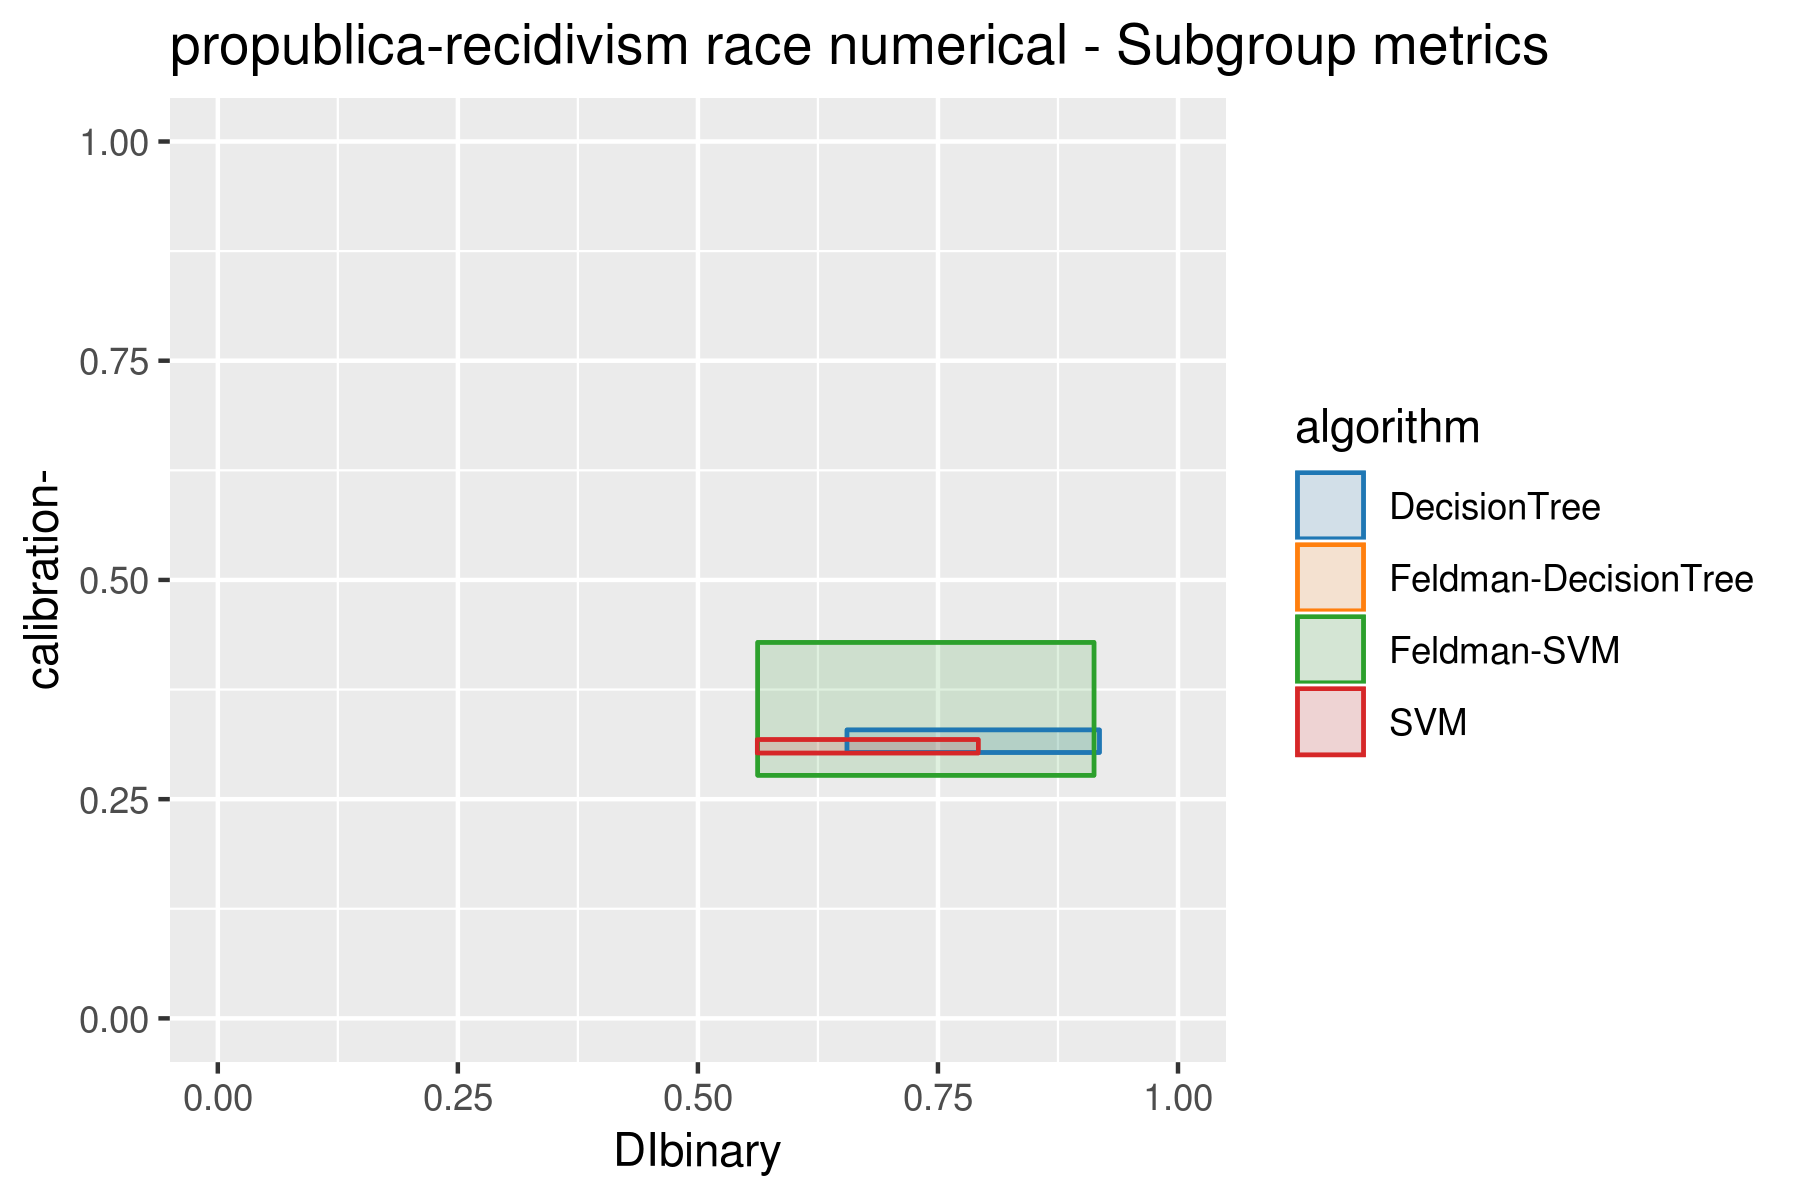 propublica-recidivism race numerical - Subgroup metrics
1.00
0.75
0.50
0.25
0.00
calibration-
0.00 0.25 0.50 0.75 1.00
DIbinary
algorithm
DecisionTree
Feldman-DecisionTree
Feldman-SVM
SVM